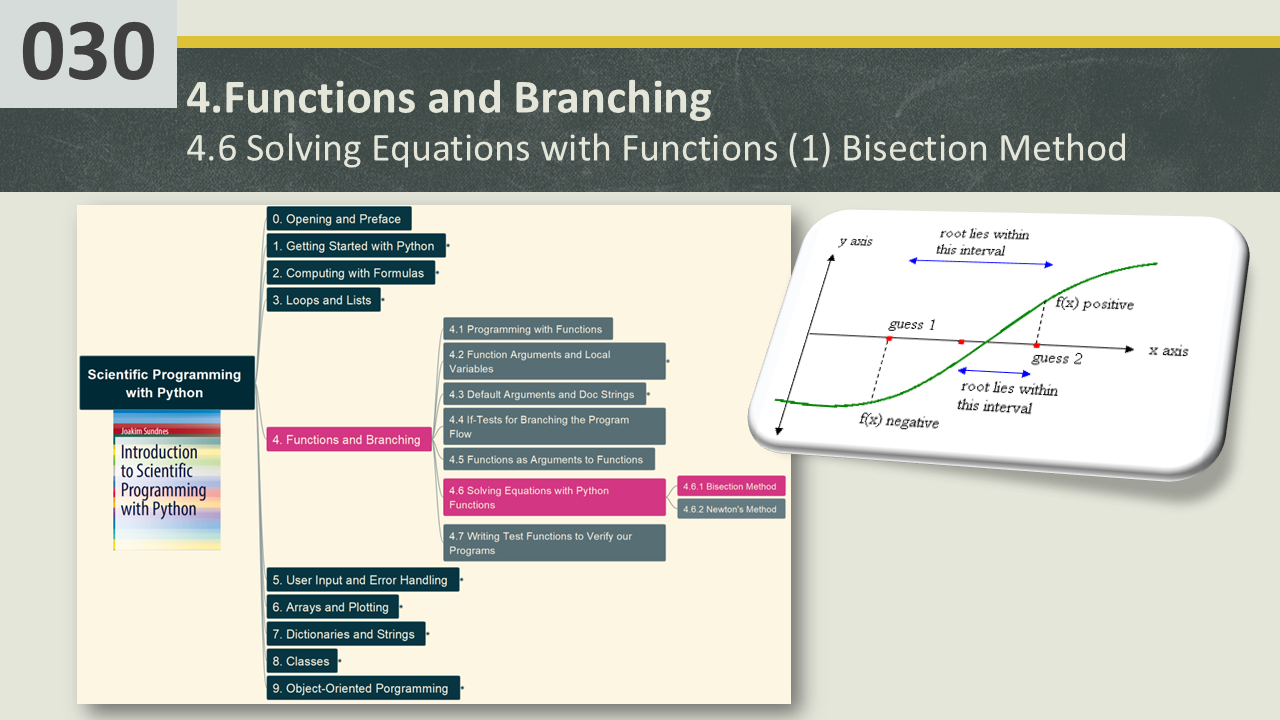 030
4.Functions and Branching
4.6 Solving Equations with Functions (1) Bisection Method
Scientific Programming
with Python
Joakim Sundnes
Introduction
to Scientific
Programming
with Python
0. Opening and Preface
1. Getting Started with Python
2. Computing with Formulas
3. Loops and Lists
4. Functions and Branching
4.1 Programming with Functions
4.2 Function Arguments and Local
Variables
4.3 Default Arguments and Doc Strings
4.4 If-Tests for Branching the Program
Flow
4.5 Functions as Arguments to Functions
4.6 Solving Equations with Python
Functions
4.6.1 Bisection Method
4.6.2 Newton's Method
4.7 Writing Test Functions to Verify our
Programs
5. User Input and Error Handling
6. Arrays and Plotting
7. Dictionaries and Strings
8. Classes
9. Object-Oriented Porgramming
y axis
root lies within
this interval
f(x) positive
guess 1
x axis
guess 2
root lies within
this interval
f(x) negative